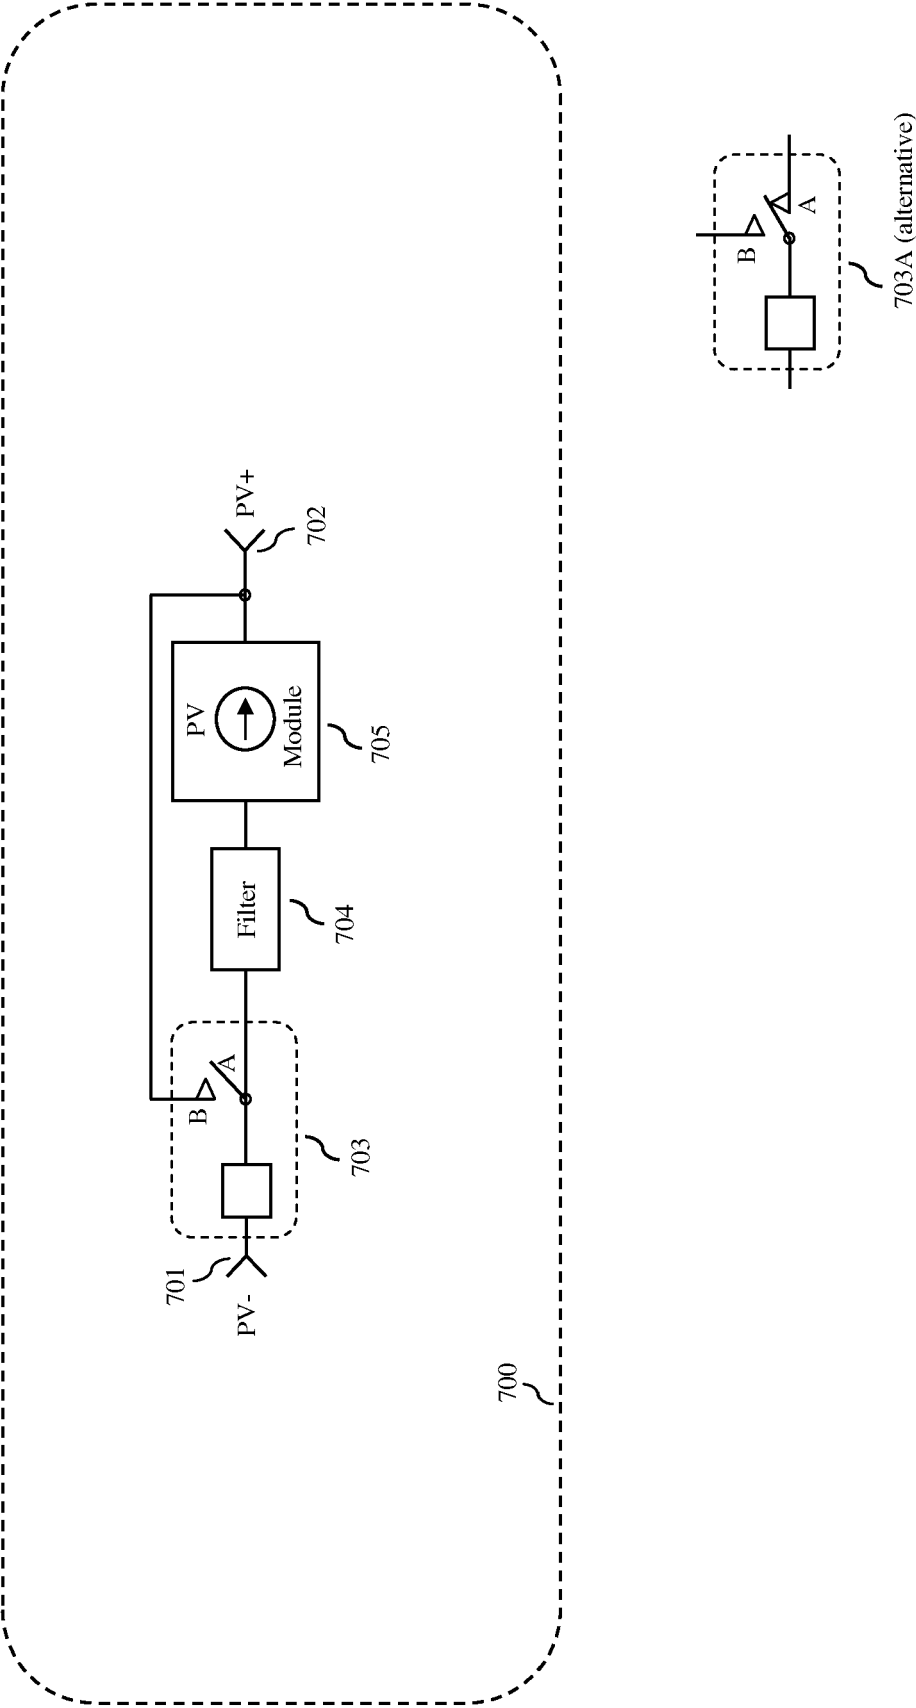 700
PV-
701
703
B
A
Filter
704
PV
Module
705
702
PV+
B
A
703A (alternative)